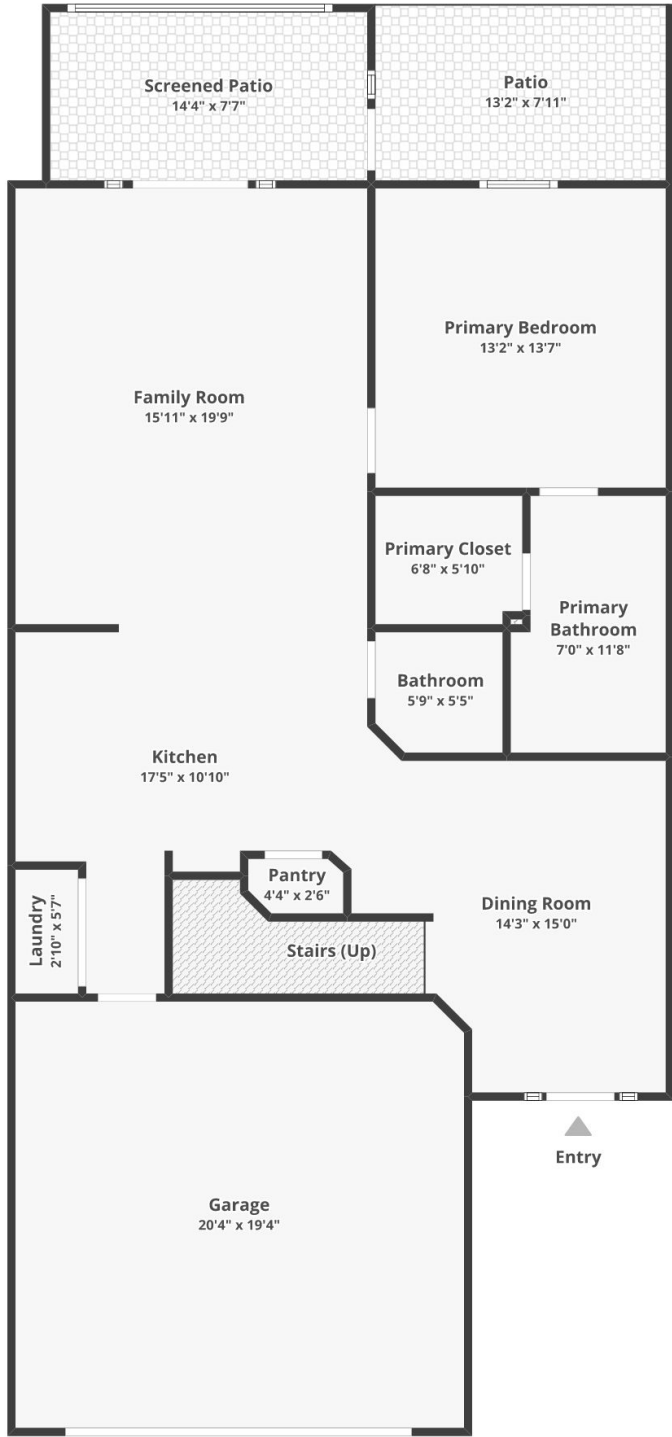 Screened Patio
14'4" x 7'7"
Patio
13'2" x 7'11"
Primary Bedroom
13'2" x 13'7"
Family Room
15'11" x 19'9"
Primary Closet
6'8" x 5'10"
Primary
Bathroom
7'0" x 11'8"
Bathroom
5'9" x 5'5"
Kitchen
17'5" x 10'10"
Pantry
4'4" x 2'6"
Dining Room
14'3" x 15'0"
Laundry
2'10" x 5'7"
Stairs (Up)
Entry
Garage
20'4" x 19'4"